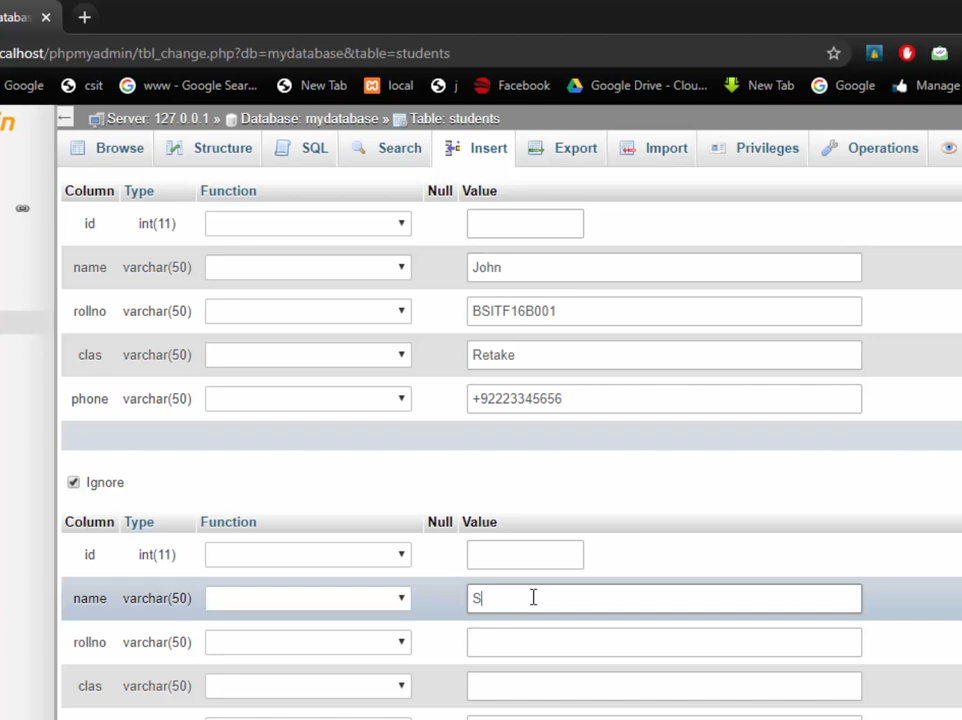 atabas × +
calhost/phpmyadmin/tbl_change.php?db=mydatabase&table=students
Google csit www - Google Sear... New Tab local j Facebook Google Drive - Clou... New Tab Google Manage
in ← Server: 127.0.0.1 » Database: mydatabase » Table: students
Browse Structure SQL Search Insert Export Import Privileges Operations
Column Type Function Null Value
id int(11)
name varchar(50) John
rollno varchar(50) BSITF16B001
clas varchar(50) Retake
phone varchar(50) +92223345656
Ignore
Column Type Function Null Value
id int(11)
name varchar(50) S
rollno varchar(50)
clas varchar(50)